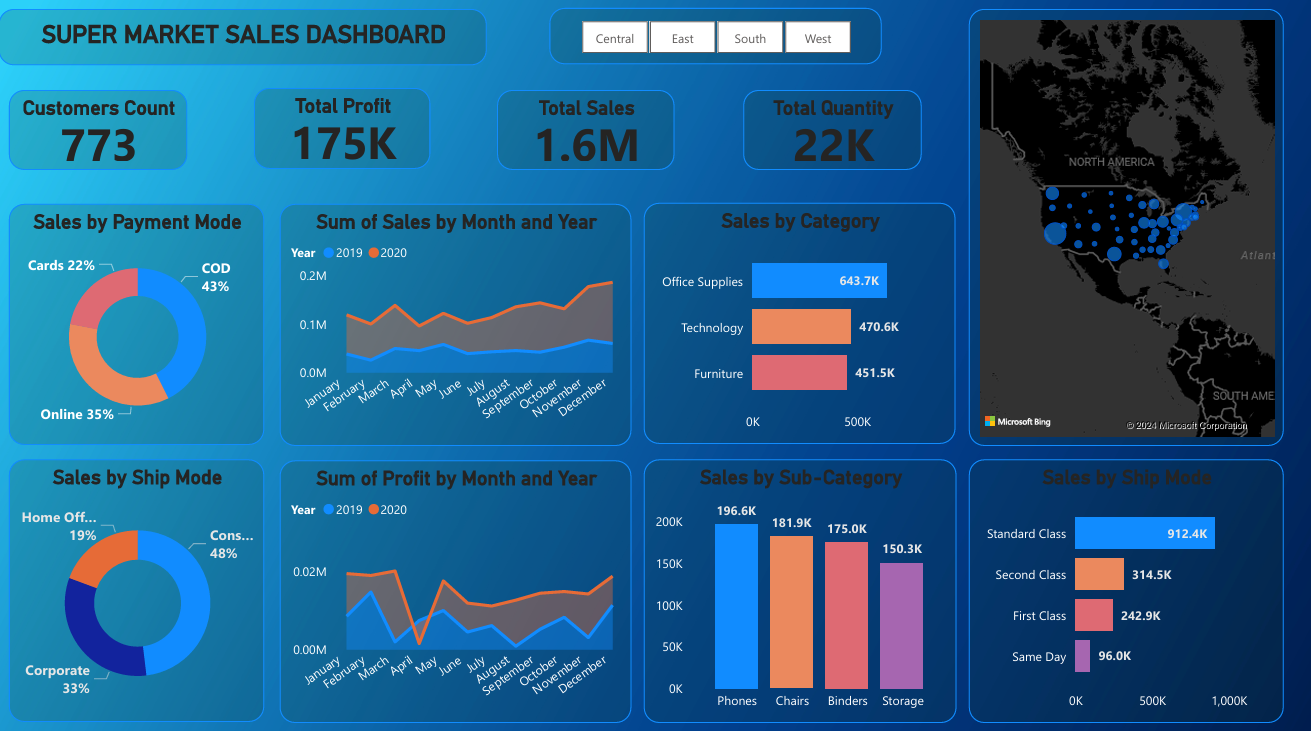 SUPER MARKET SALES DASHBOARD
Central
East
South
West
Customers Count
773
Total Profit
175K
Total Sales
1.6M
Total Quantity
22K
Sales by Payment Mode
Cards 22%
COD
43%
Online 35%
Sum of Sales by Month and Year
Year 2019 2020
0.2M
0.1M
0.0M
January
February
March
April
May
June
July
August
September
October
November
December
Sales by Category
Office Supplies 643.7K
Technology 470.6K
Furniture 451.5K
0K 500K
NORTH AMERICA
Atlant
SOUTH AME
Microsoft Bing
© 2024 Microsoft Corporation
Sales by Ship Mode
Home Off...
19%
Cons...
48%
Corporate
33%
Sum of Profit by Month and Year
Year 2019 2020
0.02M
0.00M
January
February
March
April
May
June
July
August
September
October
November
December
Sales by Sub-Category
200K
150K
100K
50K
0K
196.6K
181.9K
175.0K
150.3K
Phones Chairs Binders Storage
Sales by Ship Mode
Standard Class 912.4K
Second Class 314.5K
First Class 242.9K
Same Day 96.0K
0K 500K 1,000K